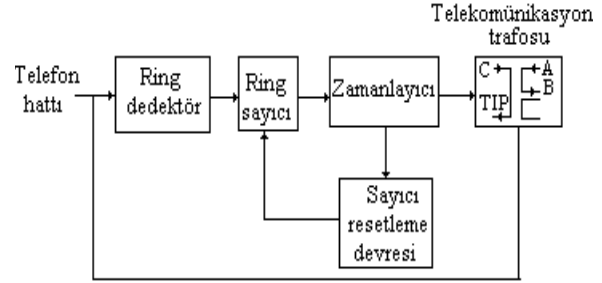 Telekomünikasyon
trafosu
Telefon
hattı
Ring
dedektör
Ring
sayıcı
Zamanlayıcı
C
A
B
TIP
Sayıcı
resetleme
devresi